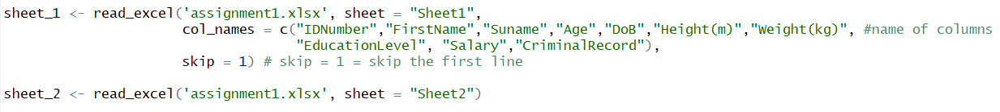 sheet_1 <- read_excel('assignment1.xlsx', sheet = "Sheet1",
col_names = c("IDNumber","FirstName","Suname","Age","DoB","Height(m)","Weight(kg)", #name of columns
"EducationLevel", "Salary","CriminalRecord"),
skip = 1) # skip = 1 = skip the first line
sheet_2 <- read_excel('assignment1.xlsx', sheet = "Sheet2")